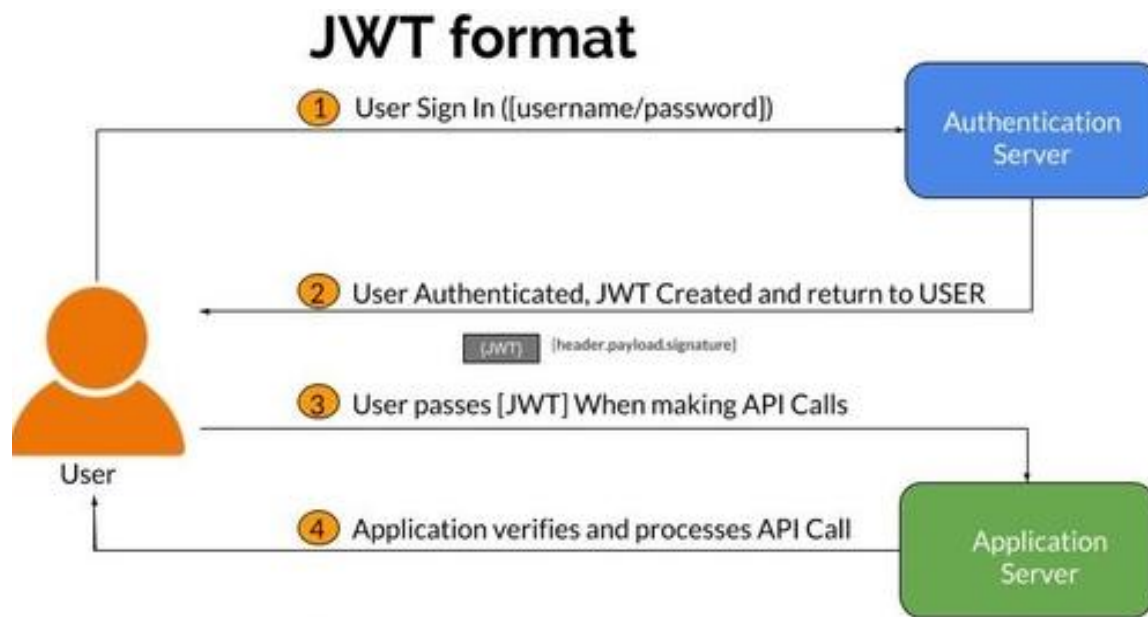 JWT format
1 User Sign In ([username/password])
Authentication
Server
2 User Authenticated, JWT Created and return to USER
(JWT) [header.payload.signature]
3 User passes [JWT] When making API Calls
User
4 Application verifies and processes API Call
Application
Server